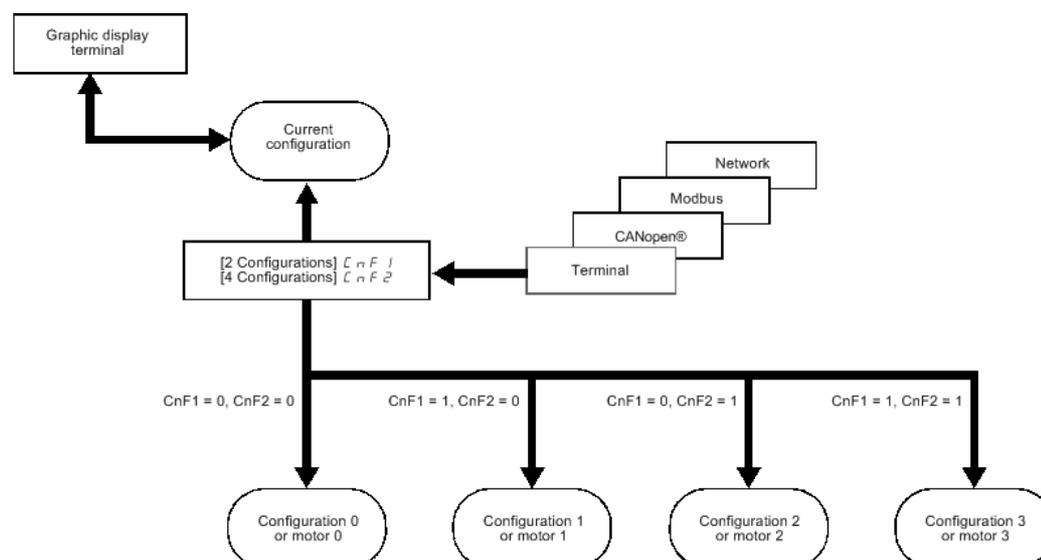 Graphic display
terminal
Current
configuration
Network
Modbus
CANopen®
Terminal
[2 Configurations] CnF1
[4 Configurations] CnF2
CnF1 = 0, CnF2 = 0
CnF1 = 1, CnF2 = 0
CnF1 = 0, CnF2 = 1
CnF1 = 1, CnF2 = 1
Configuration 0
or motor 0
Configuration 1
or motor 1
Configuration 2
or motor 2
Configuration 3
or motor 3